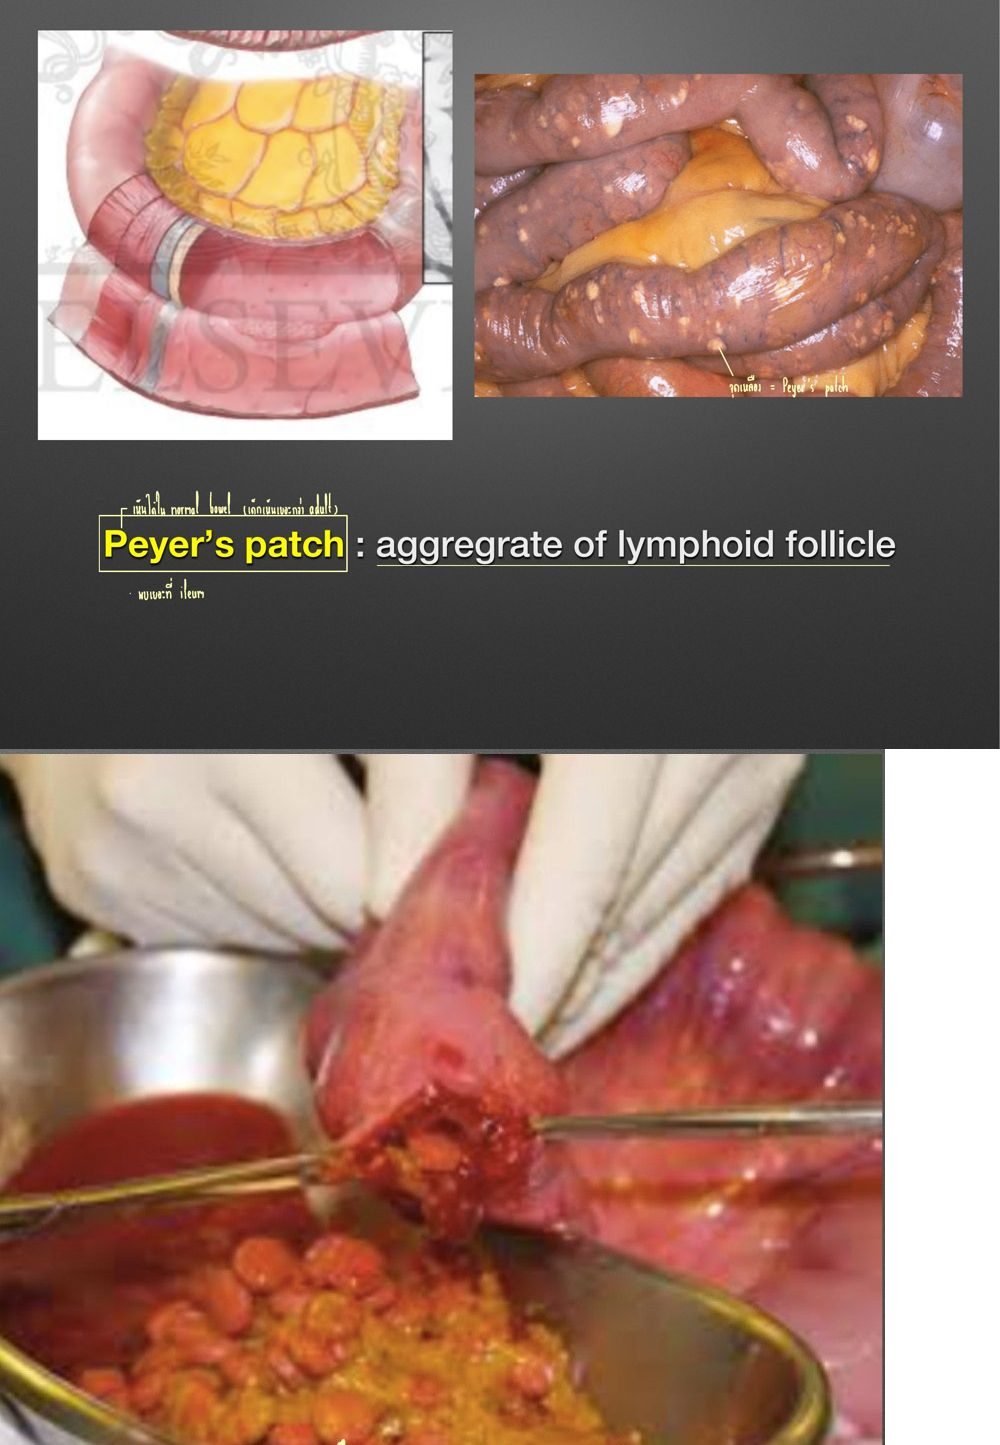 ELSEVI
จุดเหลือง = Peyer's patch
เห็นได้ใน normal bowel (เด็กเห็นเยอะกว่า adult)
Peyer's patch : aggregrate of lymphoid follicle
· พบเยอะที่ ileum